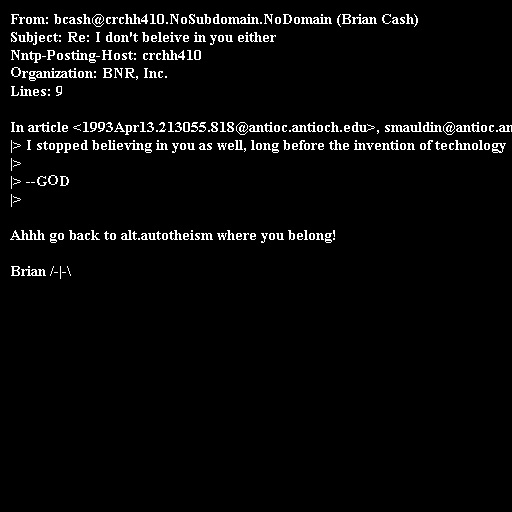 From: bcash@crchh410.NoSubdomain.NoDomain (Brian Cash)
Subject: Re: I don't beleive in you either
Nntp-Posting-Host: crchh410
Organization: BNR, Inc.
Lines: 9

In article <1993Apr13.213055.818@antioc.antioch.edu>, smauldin@antioc.an
|> I stopped believing in you as well, long before the invention of technology
|>
|> --GOD
|>

Ahhh go back to alt.autotheism where you belong!

Brian /-|-\